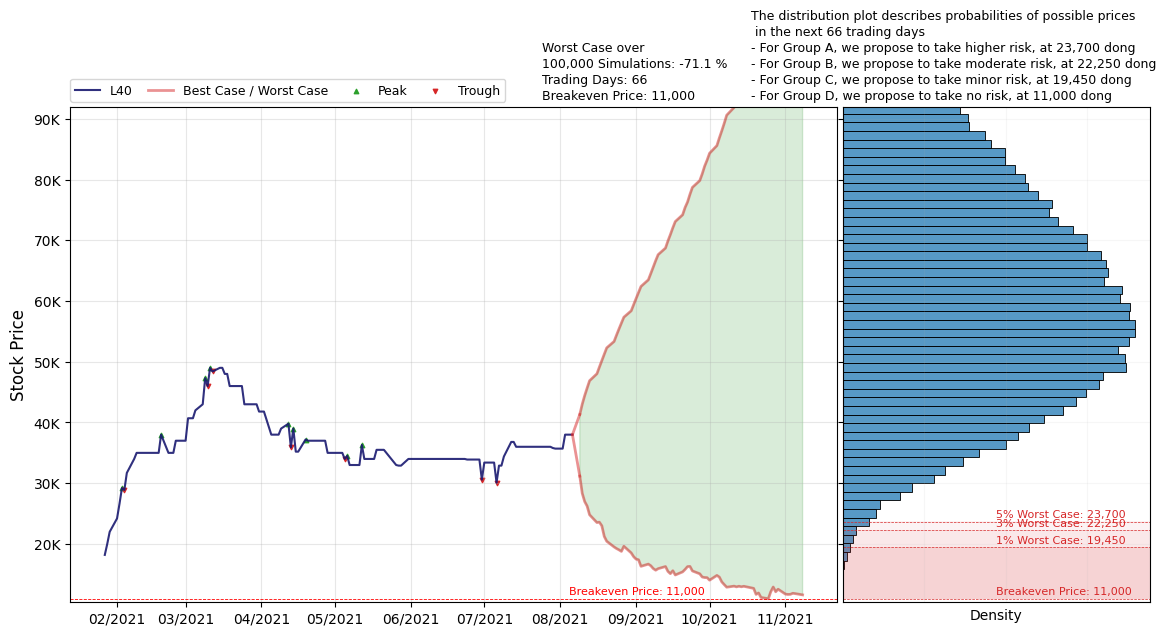 The distribution plot describes probabilities of possible prices
in the next 66 trading days
- For Group A, we propose to take higher risk, at 23,700 dong
- For Group B, we propose to take moderate risk, at 22,250 dong
- For Group C, we propose to take minor risk, at 19,450 dong
- For Group D, we propose to take no risk, at 11,000 dong
Worst Case over
100,000 Simulations: -71.1 %
Trading Days: 66
Breakeven Price: 11,000
L40
Best Case / Worst Case
Peak
Trough
Stock Price
90K
80K
70K
60K
50K
40K
30K
20K
Breakeven Price: 11,000
02/2021
03/2021
04/2021
05/2021
06/2021
07/2021
08/2021
09/2021
10/2021
11/2021
5% Worst Case: 23,700
3% Worst Case: 22,250
1% Worst Case: 19,450
Breakeven Price: 11,000
Density